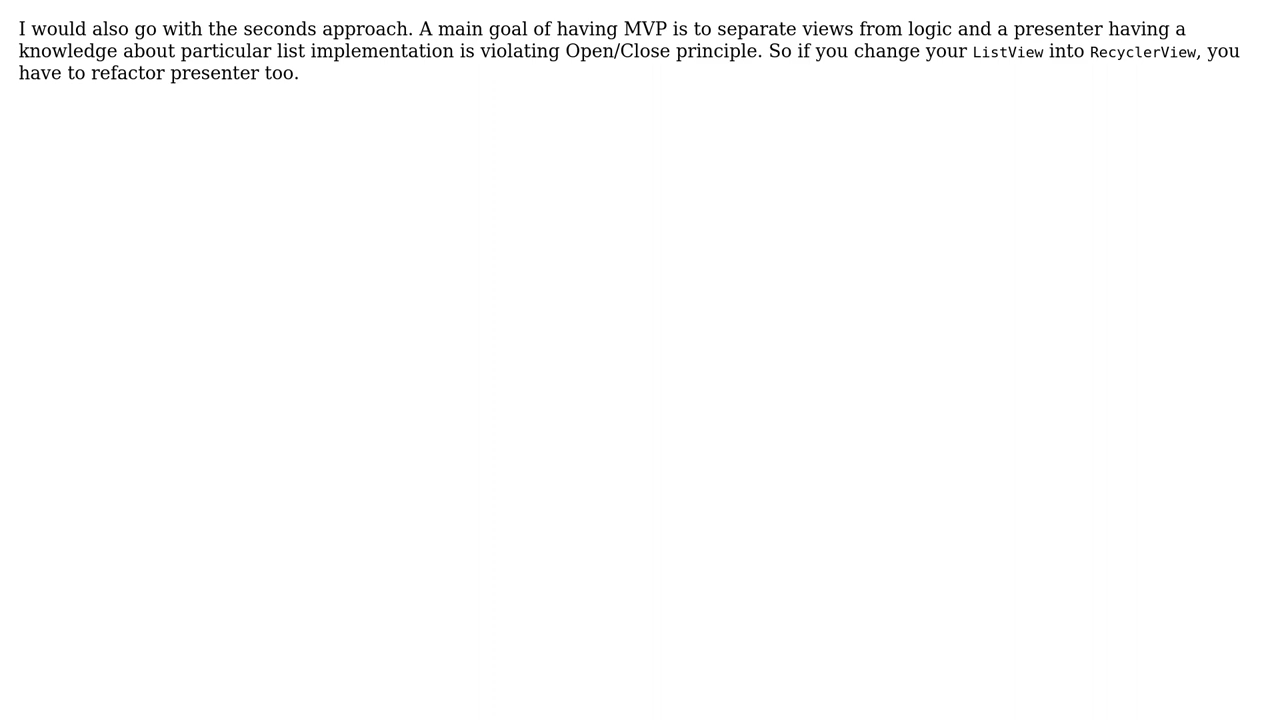 I would also go with the seconds approach. A main goal of having MVP is to separate views from logic and a presenter having a
knowledge about particular list implementation is violating Open/Close principle. So if you change your ListView into RecyclerView, you
have to refactor presenter too.